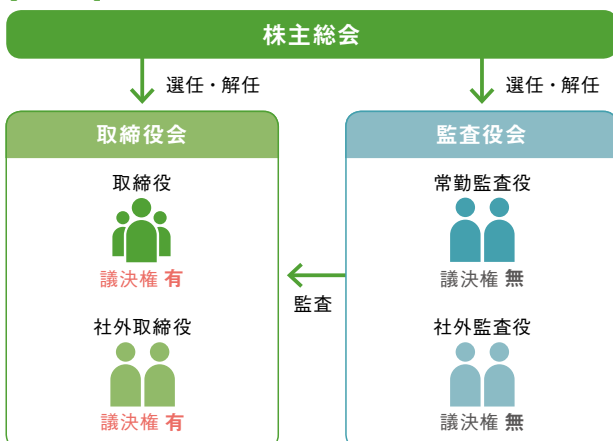 株主総会
選任・解任
選任・解任
取締役会
監査役会
取締役
議決権 有
社外取締役
議決権 有
監査
常勤監査役
議決権 無
社外監査役
議決権 無